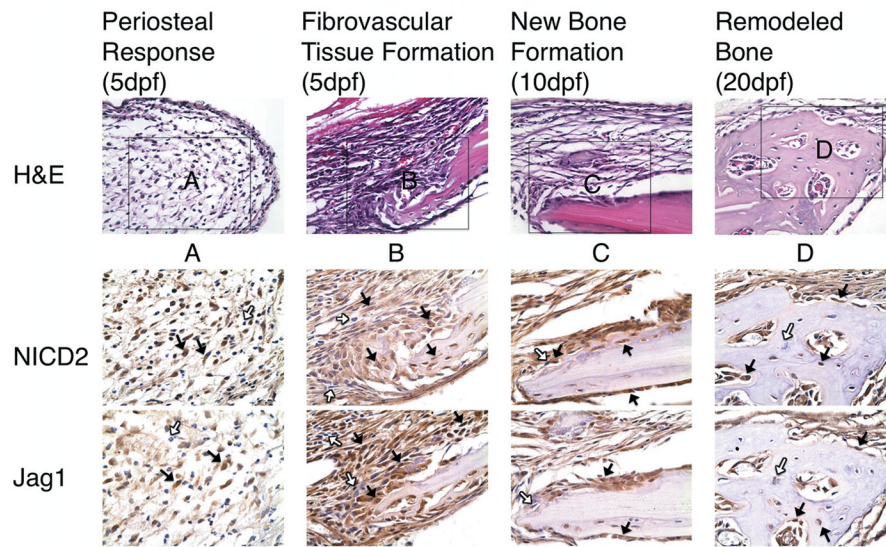 Periosteal
Response
(5dpf)
Fibrovascular
Tissue Formation
(5dpf)
New Bone
Formation
(10dpf)
Remodeled
Bone
(20dpf)
H&E
A
B
C
D
A
B
C
D
NICD2
Jag1